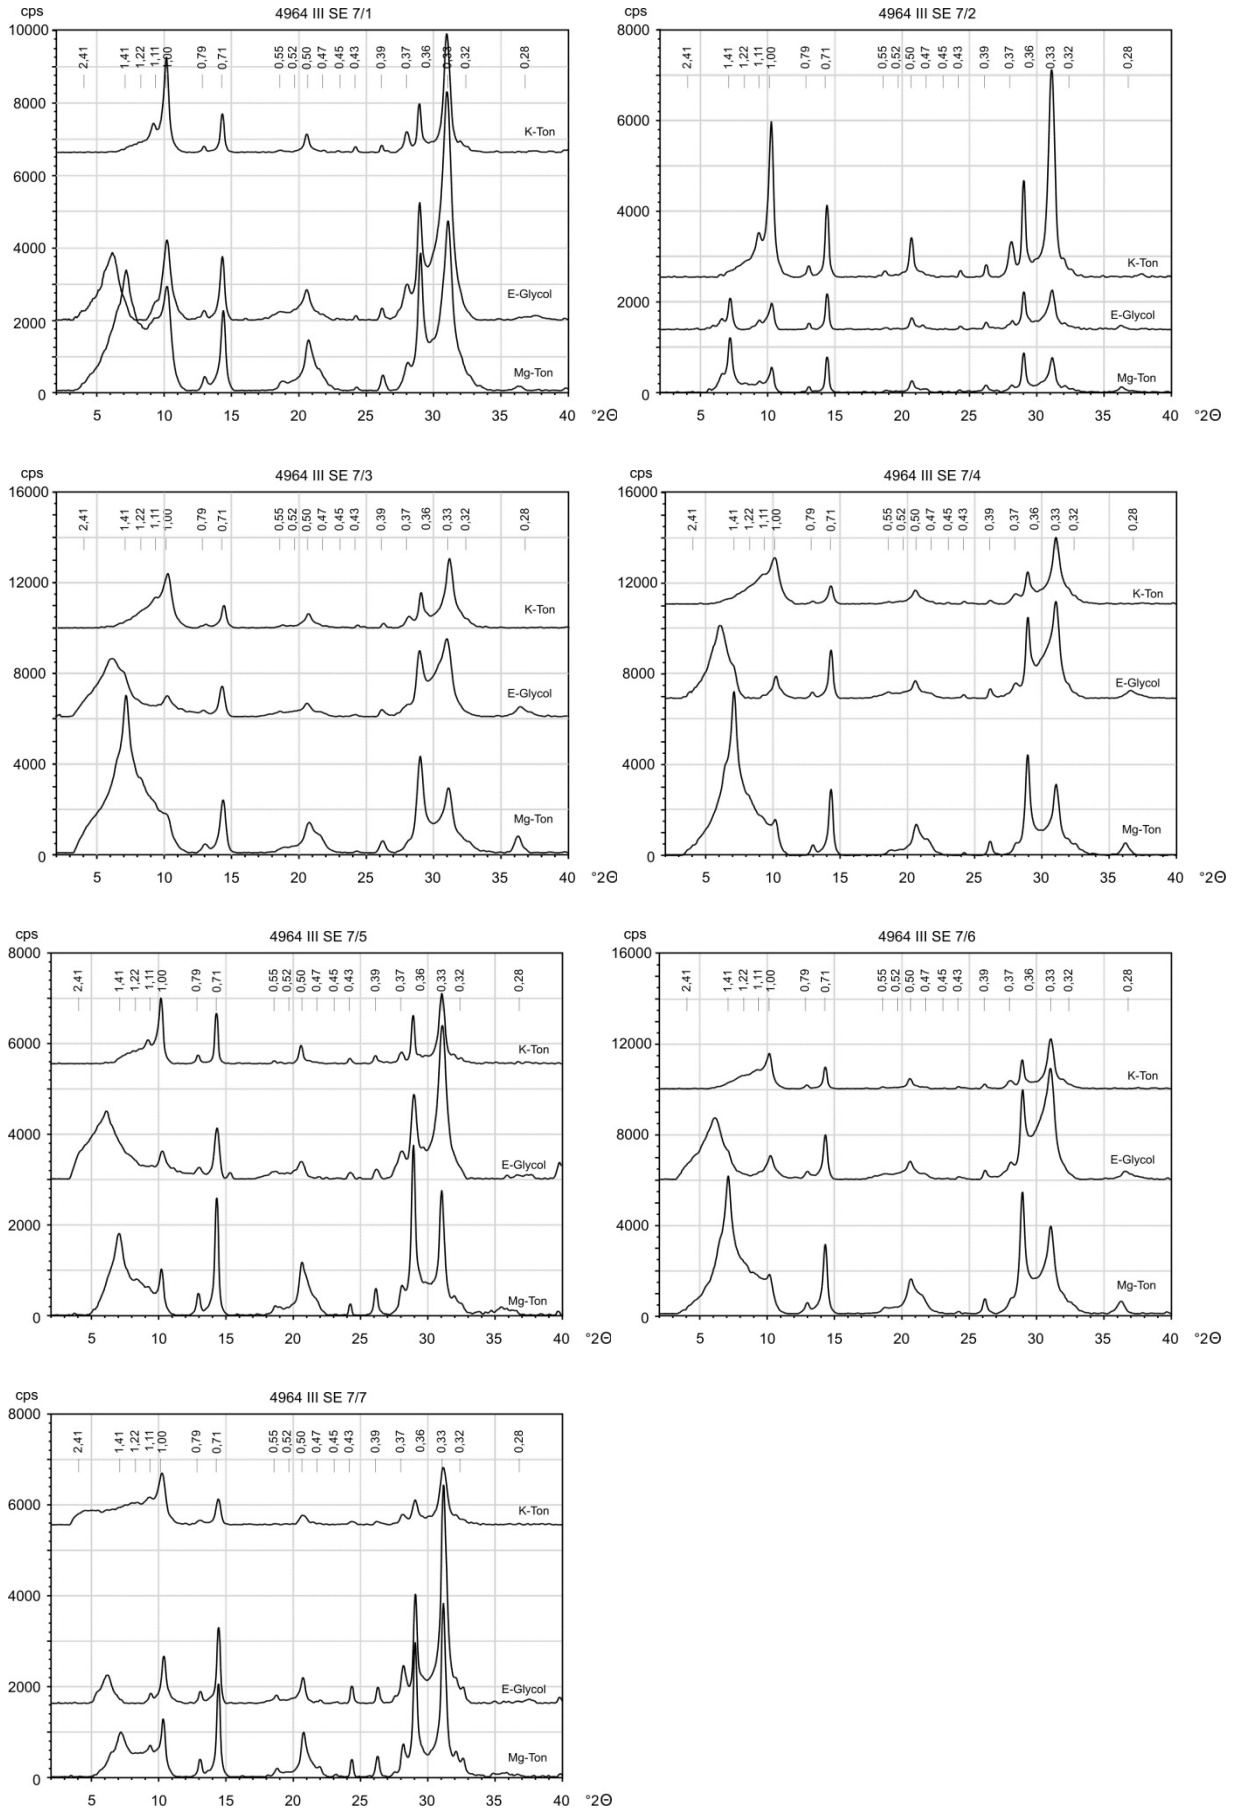 cps
4964 III SE 7/1
10000
8000
6000
4000
2000
0
2,41 1,41 1,22 1,11 1,00 0,79 0,71 0,55 0,52 0,50 0,47 0,45 0,43 0,39 0,37 0,36 0,33 0,32 0,28
K-Ton
E-Glycol
Mg-Ton
5 10 15 20 25 30 35 40 °2Θ
cps
4964 III SE 7/2
8000
6000
4000
2000
0
2,41 1,41 1,22 1,11 1,00 0,79 0,71 0,55 0,52 0,50 0,47 0,45 0,43 0,39 0,37 0,36 0,33 0,32 0,28
K-Ton
E-Glycol
Mg-Ton
5 10 15 20 25 30 35 40 °2Θ
cps
4964 III SE 7/3
16000
12000
8000
4000
0
2,41 1,41 1,22 1,11 1,00 0,79 0,71 0,55 0,52 0,50 0,47 0,45 0,43 0,39 0,37 0,36 0,33 0,32 0,28
K-Ton
E-Glycol
Mg-Ton
5 10 15 20 25 30 35 40 °2Θ
cps
4964 III SE 7/4
16000
12000
8000
4000
0
2,41 1,41 1,22 1,11 1,00 0,79 0,71 0,55 0,52 0,50 0,47 0,45 0,43 0,39 0,37 0,36 0,33 0,32 0,28
K-Ton
E-Glycol
Mg-Ton
5 10 15 20 25 30 35 40 °2Θ
cps
4964 III SE 7/5
8000
6000
4000
2000
0
2,41 1,41 1,22 1,11 1,00 0,79 0,71 0,55 0,52 0,50 0,47 0,45 0,43 0,39 0,37 0,36 0,33 0,32 0,28
K-Ton
E-Glycol
Mg-Ton
5 10 15 20 25 30 35 40 °2Θ
cps
4964 III SE 7/6
16000
12000
8000
4000
0
2,41 1,41 1,22 1,11 1,00 0,79 0,71 0,55 0,52 0,50 0,47 0,45 0,43 0,39 0,37 0,36 0,33 0,32 0,28
K-Ton
E-Glycol
Mg-Ton
5 10 15 20 25 30 35 40 °2Θ
cps
4964 III SE 7/7
8000
6000
4000
2000
0
2,41 1,41 1,22 1,11 1,00 0,79 0,71 0,55 0,52 0,50 0,47 0,45 0,43 0,39 0,37 0,36 0,33 0,32 0,28
K-Ton
E-Glycol
Mg-Ton
5 10 15 20 25 30 35 40 °2Θ